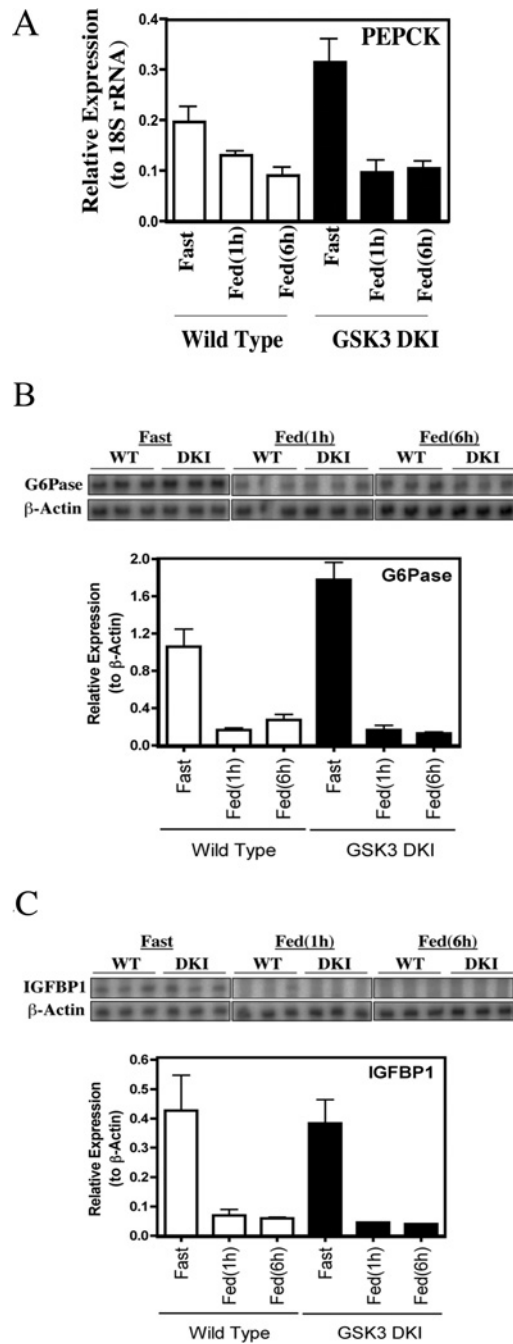 A
PEPCK
Relative Expression
(to 18S rRNA)
0.4
0.3
0.2
0.1
0.0
Fast
Fed(1h)
Fed(6h)
Fast
Fed(1h)
Fed(6h)
Wild Type
GSK3 DKI
B
Fast Fed(1h) Fed(6h)
WT DKI WT DKI WT DKI
G6Pase
β-Actin
G6Pase
Relative Expression
(to β-Actin)
2.0
1.6
1.2
0.8
0.4
0.0
Fast
Fed(1h)
Fed(6h)
Fast
Fed(1h)
Fed(6h)
Wild Type
GSK3 DKI
C
Fast Fed(1h) Fed(6h)
WT DKI WT DKI WT DKI
IGFBP1
β-Actin
IGFBP1
Relative Expression
(to β-Actin)
0.6
0.5
0.4
0.3
0.2
0.1
0.0
Fast
Fed(1h)
Fed(6h)
Fast
Fed(1h)
Fed(6h)
Wild Type
GSK3 DKI